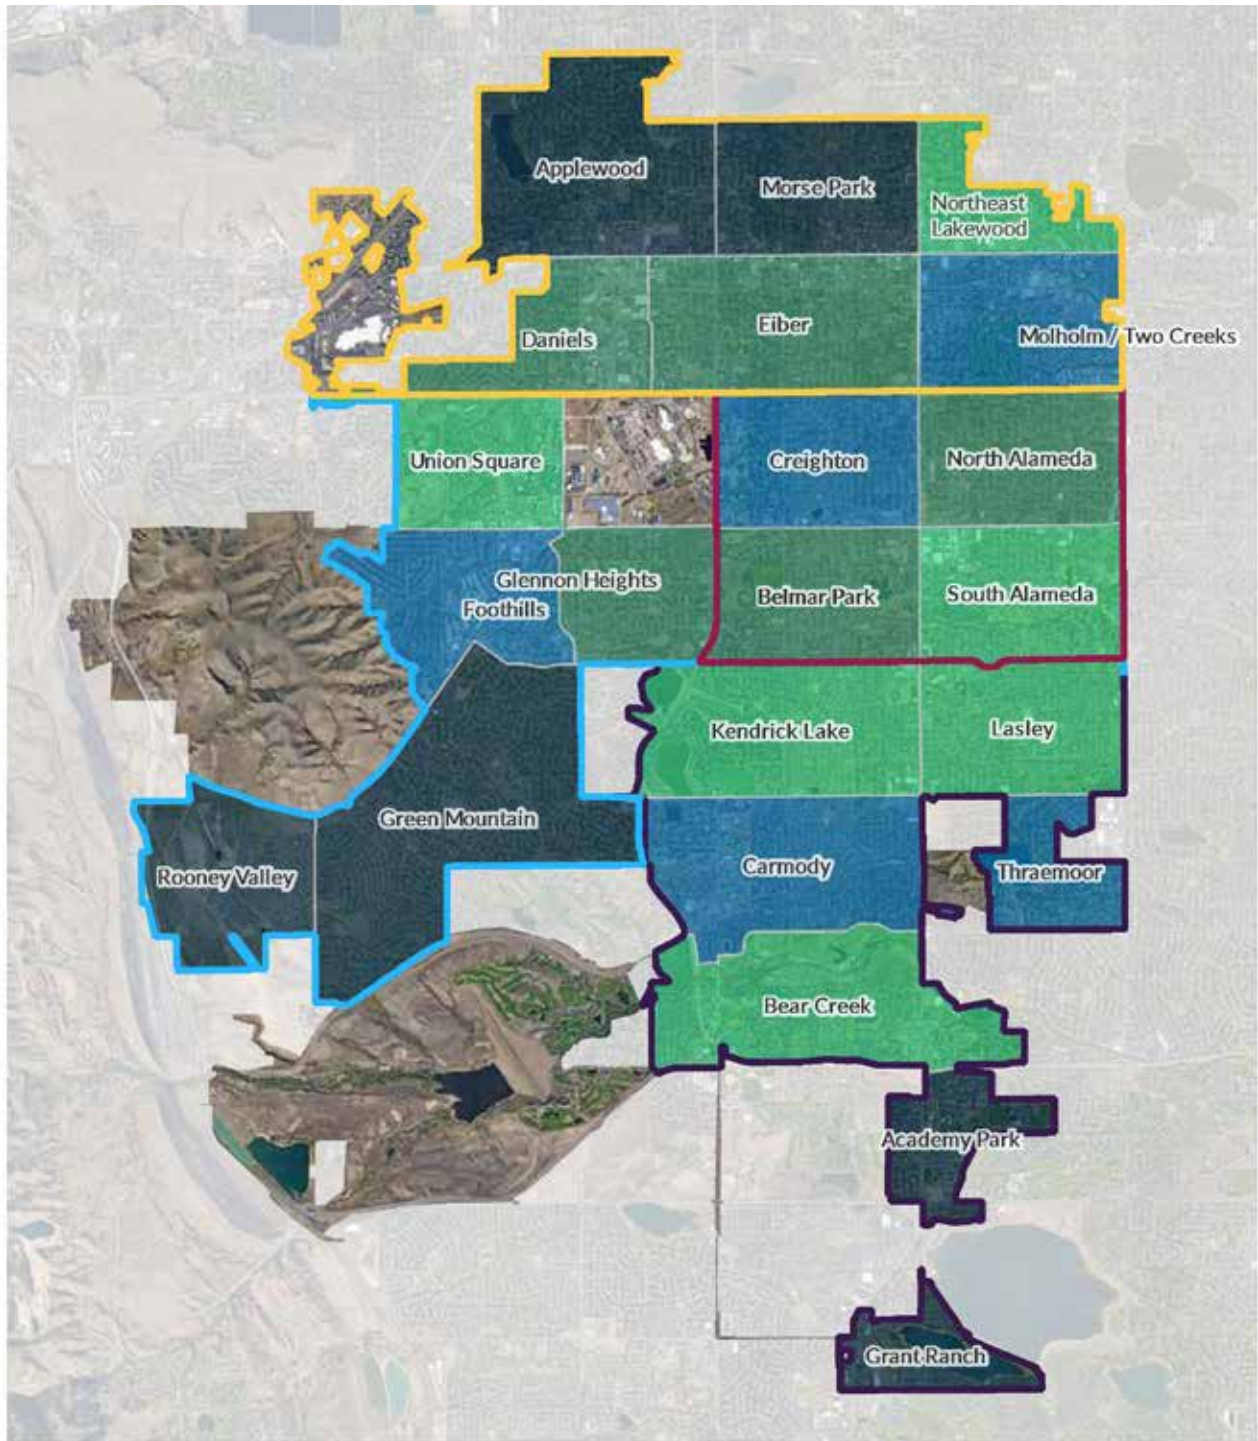 Applewood
Morse Park
Northeast
Lakewood
Daniels
Eiber
Molholm / Two Creeks
Union Square
Creighton
North Alameda
Glennon Heights
Foothills
Belmar Park
South Alameda
Kendrick Lake
Lasley
Green Mountain
Rooney Valley
Carmody
Thraemoor
Bear Creek
Academy Park
Grant Ranch